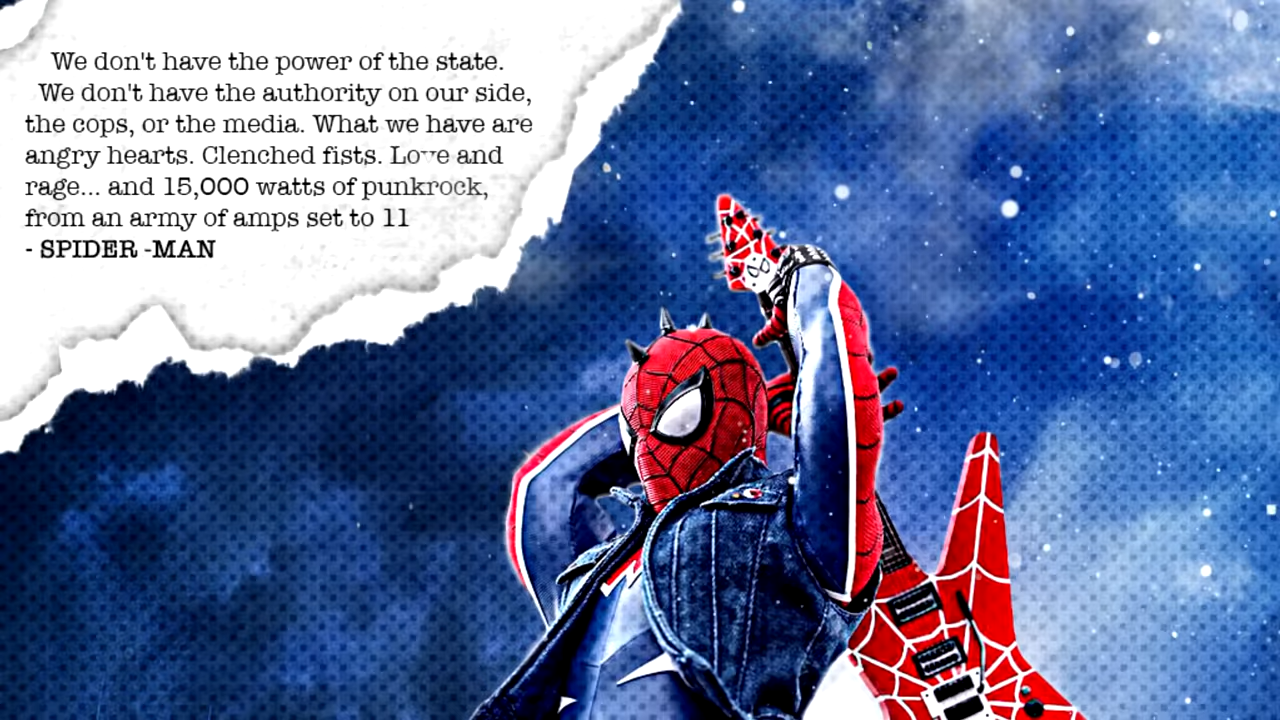 We don't have the power of the state.
We don't have the authority on our side,
the cops, or the media. What we have are
angry hearts. Clenched fists. Love and
rage... and 15,000 watts of punkrock,
from an army of amps set to 11
- SPIDER -MAN